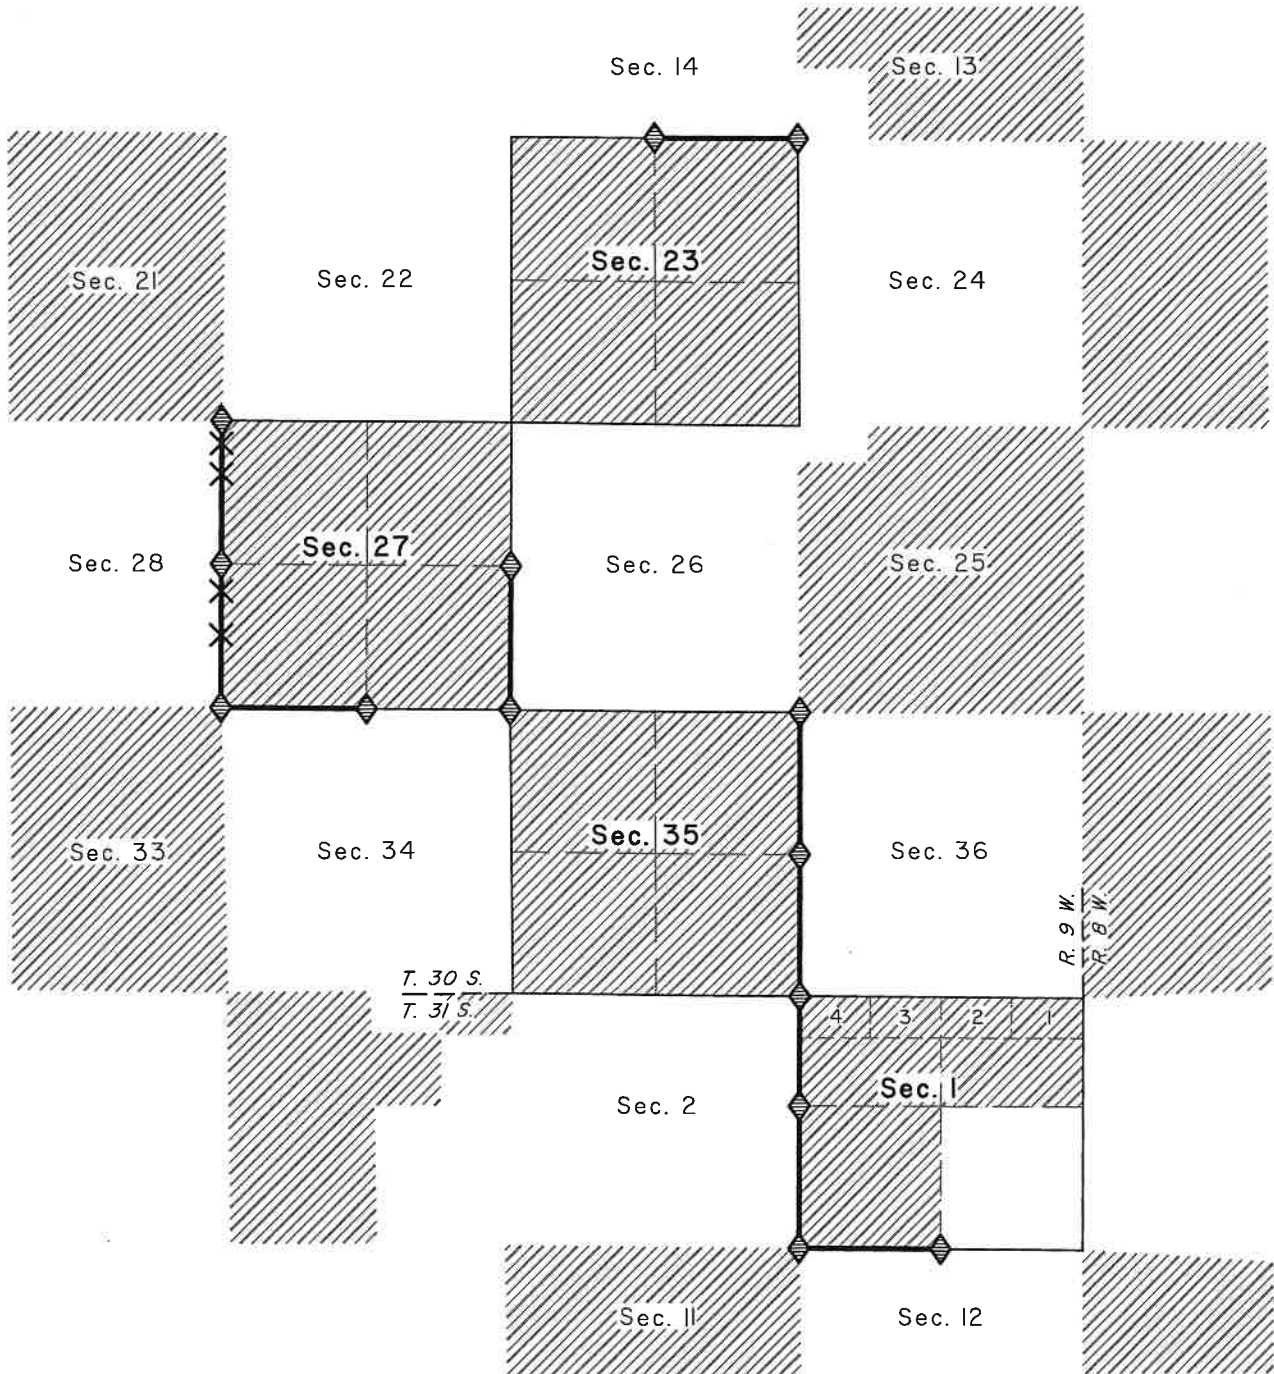 Sec. 14
Sec. 13
Sec. 23
Sec. 21
Sec. 22
Sec. 24
Sec. 27
Sec. 28
Sec. 26
Sec. 25
Sec. 35
Sec. 33
Sec. 34
Sec. 36
R. 9 W.
R. 8 W.
T. 30 S.
T. 31 S.
4 3 2 1
Sec. 1
Sec. 2
Sec. 11
Sec. 12